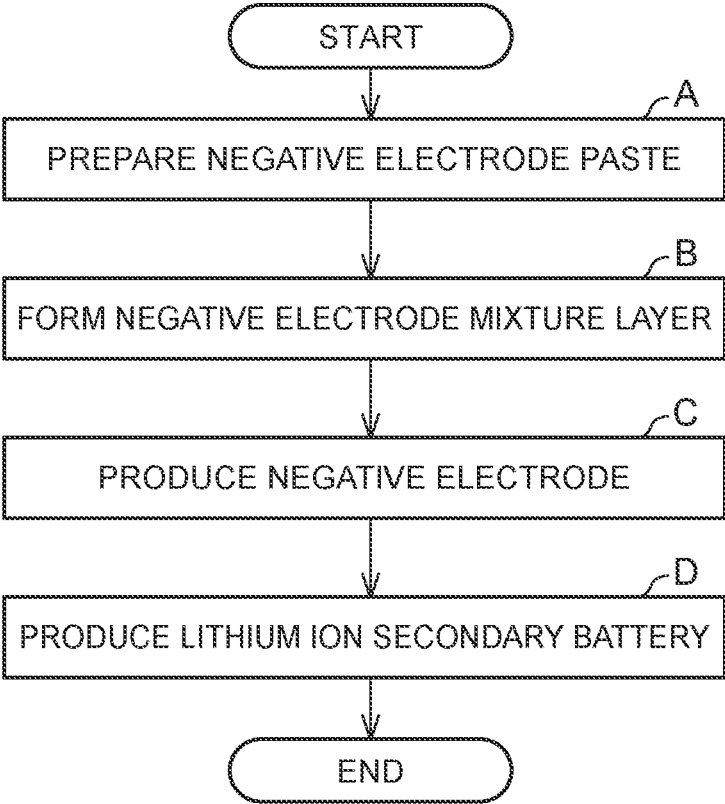 START
A
PREPARE NEGATIVE ELECTRODE PASTE
B
FORM NEGATIVE ELECTRODE MIXTURE LAYER
C
PRODUCE NEGATIVE ELECTRODE
D
PRODUCE LITHIUM ION SECONDARY BATTERY
END